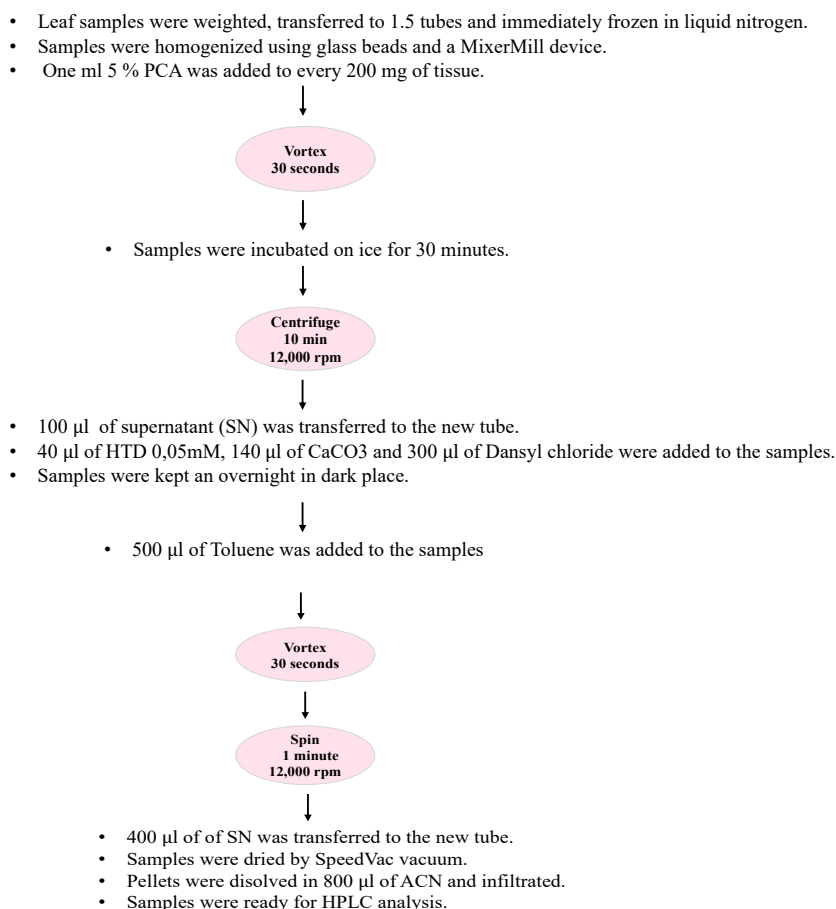 • Leaf samples were weighted, transferred to 1.5 tubes and immediately frozen in liquid nitrogen.
• Samples were homogenized using glass beads and a MixerMill device.
• One ml 5 % PCA was added to every 200 mg of tissue.
Vortex
30 seconds
• Samples were incubated on ice for 30 minutes.
Centrifuge
10 min
12,000 rpm
• 100 µl of supernatant (SN) was transferred to the new tube.
• 40 µl of HTD 0,05mM, 140 µl of CaCO3 and 300 µl of Dansyl chloride were added to the samples.
• Samples were kept an overnight in dark place.
• 500 µl of Toluene was added to the samples
Vortex
30 seconds
Spin
1 minute
12,000 rpm
• 400 µl of of SN was transferred to the new tube.
• Samples were dried by SpeedVac vacuum.
• Pellets were disolved in 800 µl of ACN and infiltrated.
• Samples were ready for HPLC analysis.